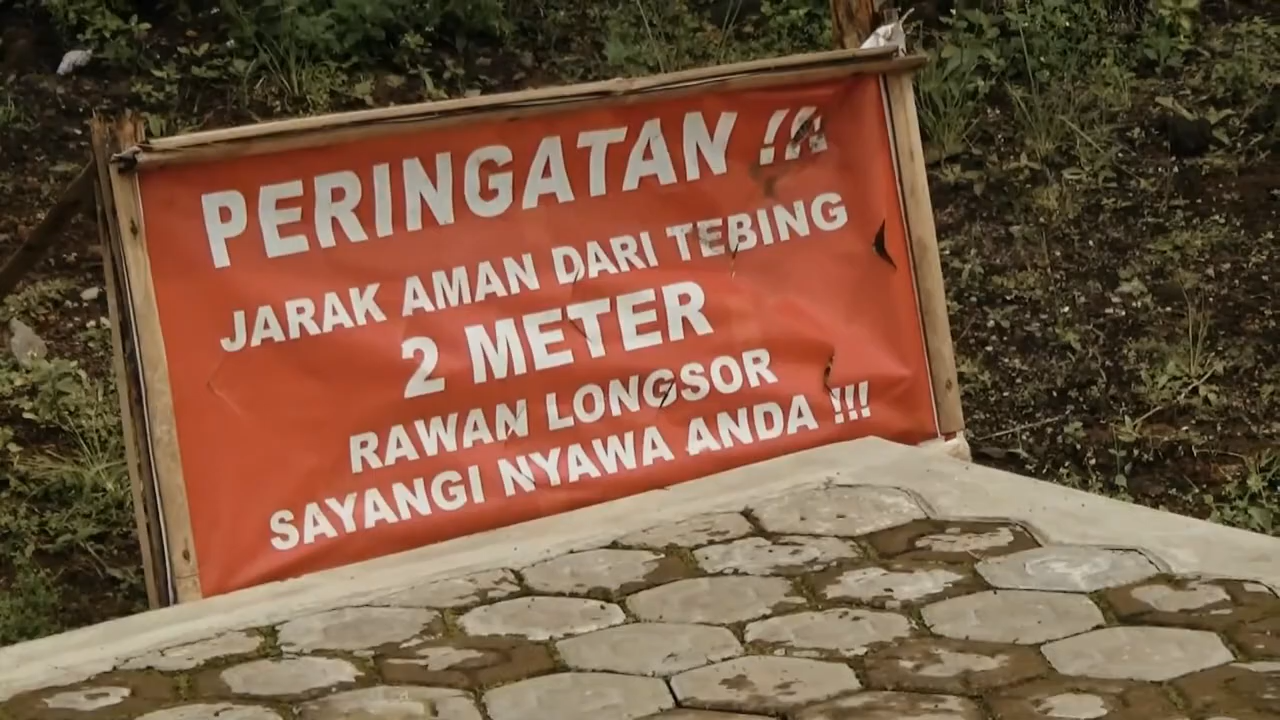 PERINGATAN !!!
JARAK AMAN DARI TEBING
2 METER
RAWAN LONGSOR
SAYANGI NYAWA ANDA !!!